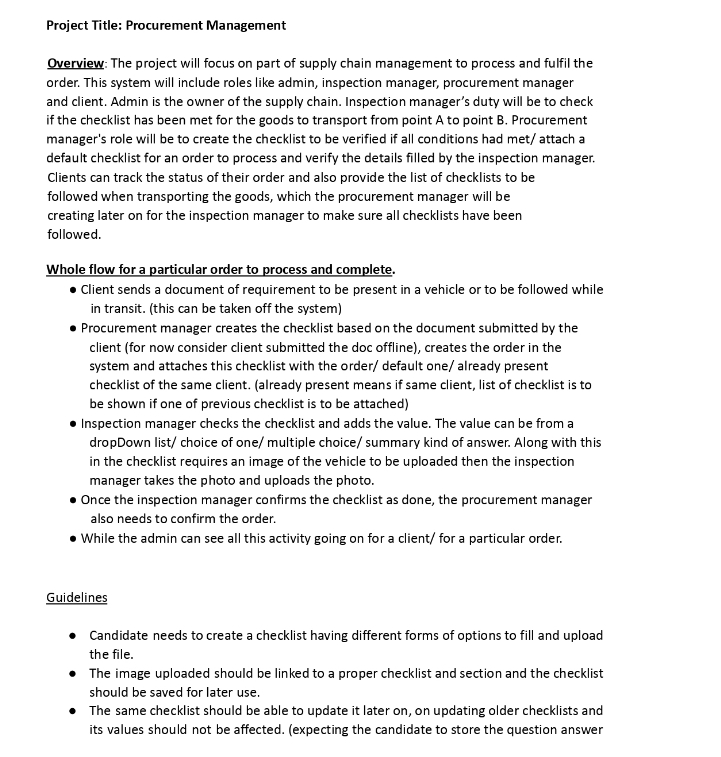 Project Title: Procurement Management
Overview: The project will focus on part of supply chain management to process and fulfil the
order. This system will include roles like admin, inspection manager, procurement manager
and client. Admin is the owner of the supply chain. Inspection manager's duty will be to check
if the checklist has been met for the goods to transport from point A to point B. Procurement
manager's role will be to create the checklist to be verified if all conditions had met/ attach a
default checklist for an order to process and verify the details filled by the inspection manager.
Clients can track the status of their order and also provide the list of checklists to be
followed when transporting the goods, which the procurement manager will be
creating later on for the inspection manager to make sure all checklists have been
followed.
Whole flow for a particular order to process and complete.
● Client sends a document of requirement to be present in a vehicle or to be followed while
in transit. (this can be taken off the system)
● Procurement manager creates the checklist based on the document submitted by the
client (for now consider client submitted the doc offline), creates the order in the
system and attaches this checklist with the order/ default one/ already present
checklist of the same client. (already present means if same client, list of checklist is to
be shown if one of previous checklist is to be attached)
● Inspection manager checks the checklist and adds the value. The value can be from a
dropDown list/ choice of one/ multiple choice/ summary kind of answer. Along with this
in the checklist requires an image of the vehicle to be uploaded then the inspection
manager takes the photo and uploads the photo.
● Once the inspection manager confirms the checklist as done, the procurement manager
also needs to confirm the order.
● While the admin can see all this activity going on for a client/ for a particular order.
Guidelines
● Candidate needs to create a checklist having different forms of options to fill and upload
the file.
● The image uploaded should be linked to a proper checklist and section and the checklist
should be saved for later use.
● The same checklist should be able to update it later on, on updating older checklists and
its values should not be affected. (expecting the candidate to store the question answer